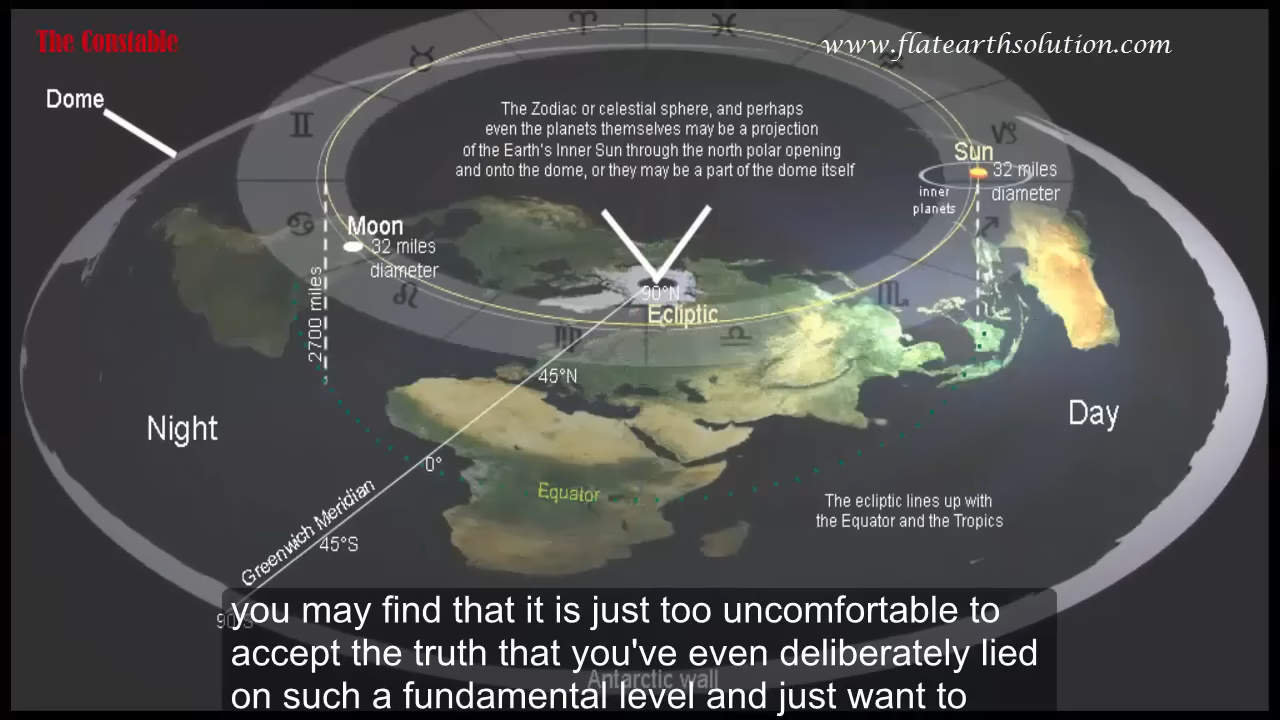 The Constable
www.flatearthsolution.com
Dome
The Zodiac or celestial sphere, and perhaps
even the planets themselves may be a projection
of the Earth's Inner Sun through the north polar opening
and onto the dome, or they may be a part of the dome itself
Sun
32 miles
diameter
inner
planets
Moon
32 miles
diameter
2700 miles
90°N
Ecliptic
45°N
Night
Day
0°
Equator
The ecliptic lines up with
the Equator and the Tropics
Greenwich Meridian
45°S
90°S
you may find that it is just too uncomfortable to
accept the truth that you've even deliberately lied
Antarctic wall
on such a fundamental level and just want to